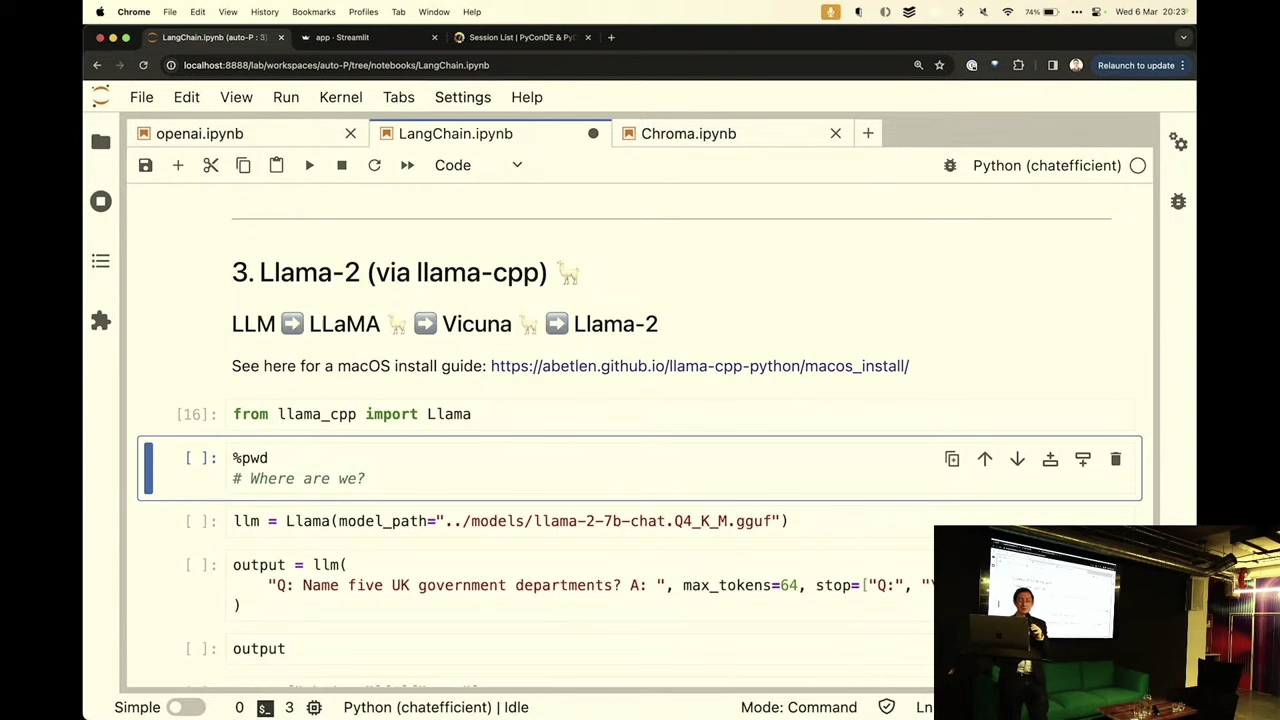 Chrome File Edit View History Bookmarks Profiles Tab Window Help 74% Wed 6 Mar 20:23
LangChain.ipynb (auto-P : 3) app · Streamlit Session List | PyConDE & PyD
localhost:8888/lab/workspaces/auto-P/tree/notebooks/LangChain.ipynb Relaunch to update
File Edit View Run Kernel Tabs Settings Help
openai.ipynb LangChain.ipynb Chroma.ipynb
Code Python (chatefficient)
3. Llama-2 (via llama-cpp) 🦙
LLM ➡️ LLaMA 🦙 ➡️ Vicuna 🦙 ➡️ Llama-2
See here for a macOS install guide: https://abetlen.github.io/llama-cpp-python/macos_install/
[16]: from llama_cpp import Llama
[ ]: %pwd
# Where are we?
[ ]: llm = Llama(model_path="../models/llama-2-7b-chat.Q4_K_M.gguf")
[ ]: output = llm(
"Q: Name five UK government departments? A: ", max_tokens=64, stop=["Q:", "
)
[ ]: output
Simple 0 3 Python (chatefficient) | Idle Mode: Command Ln